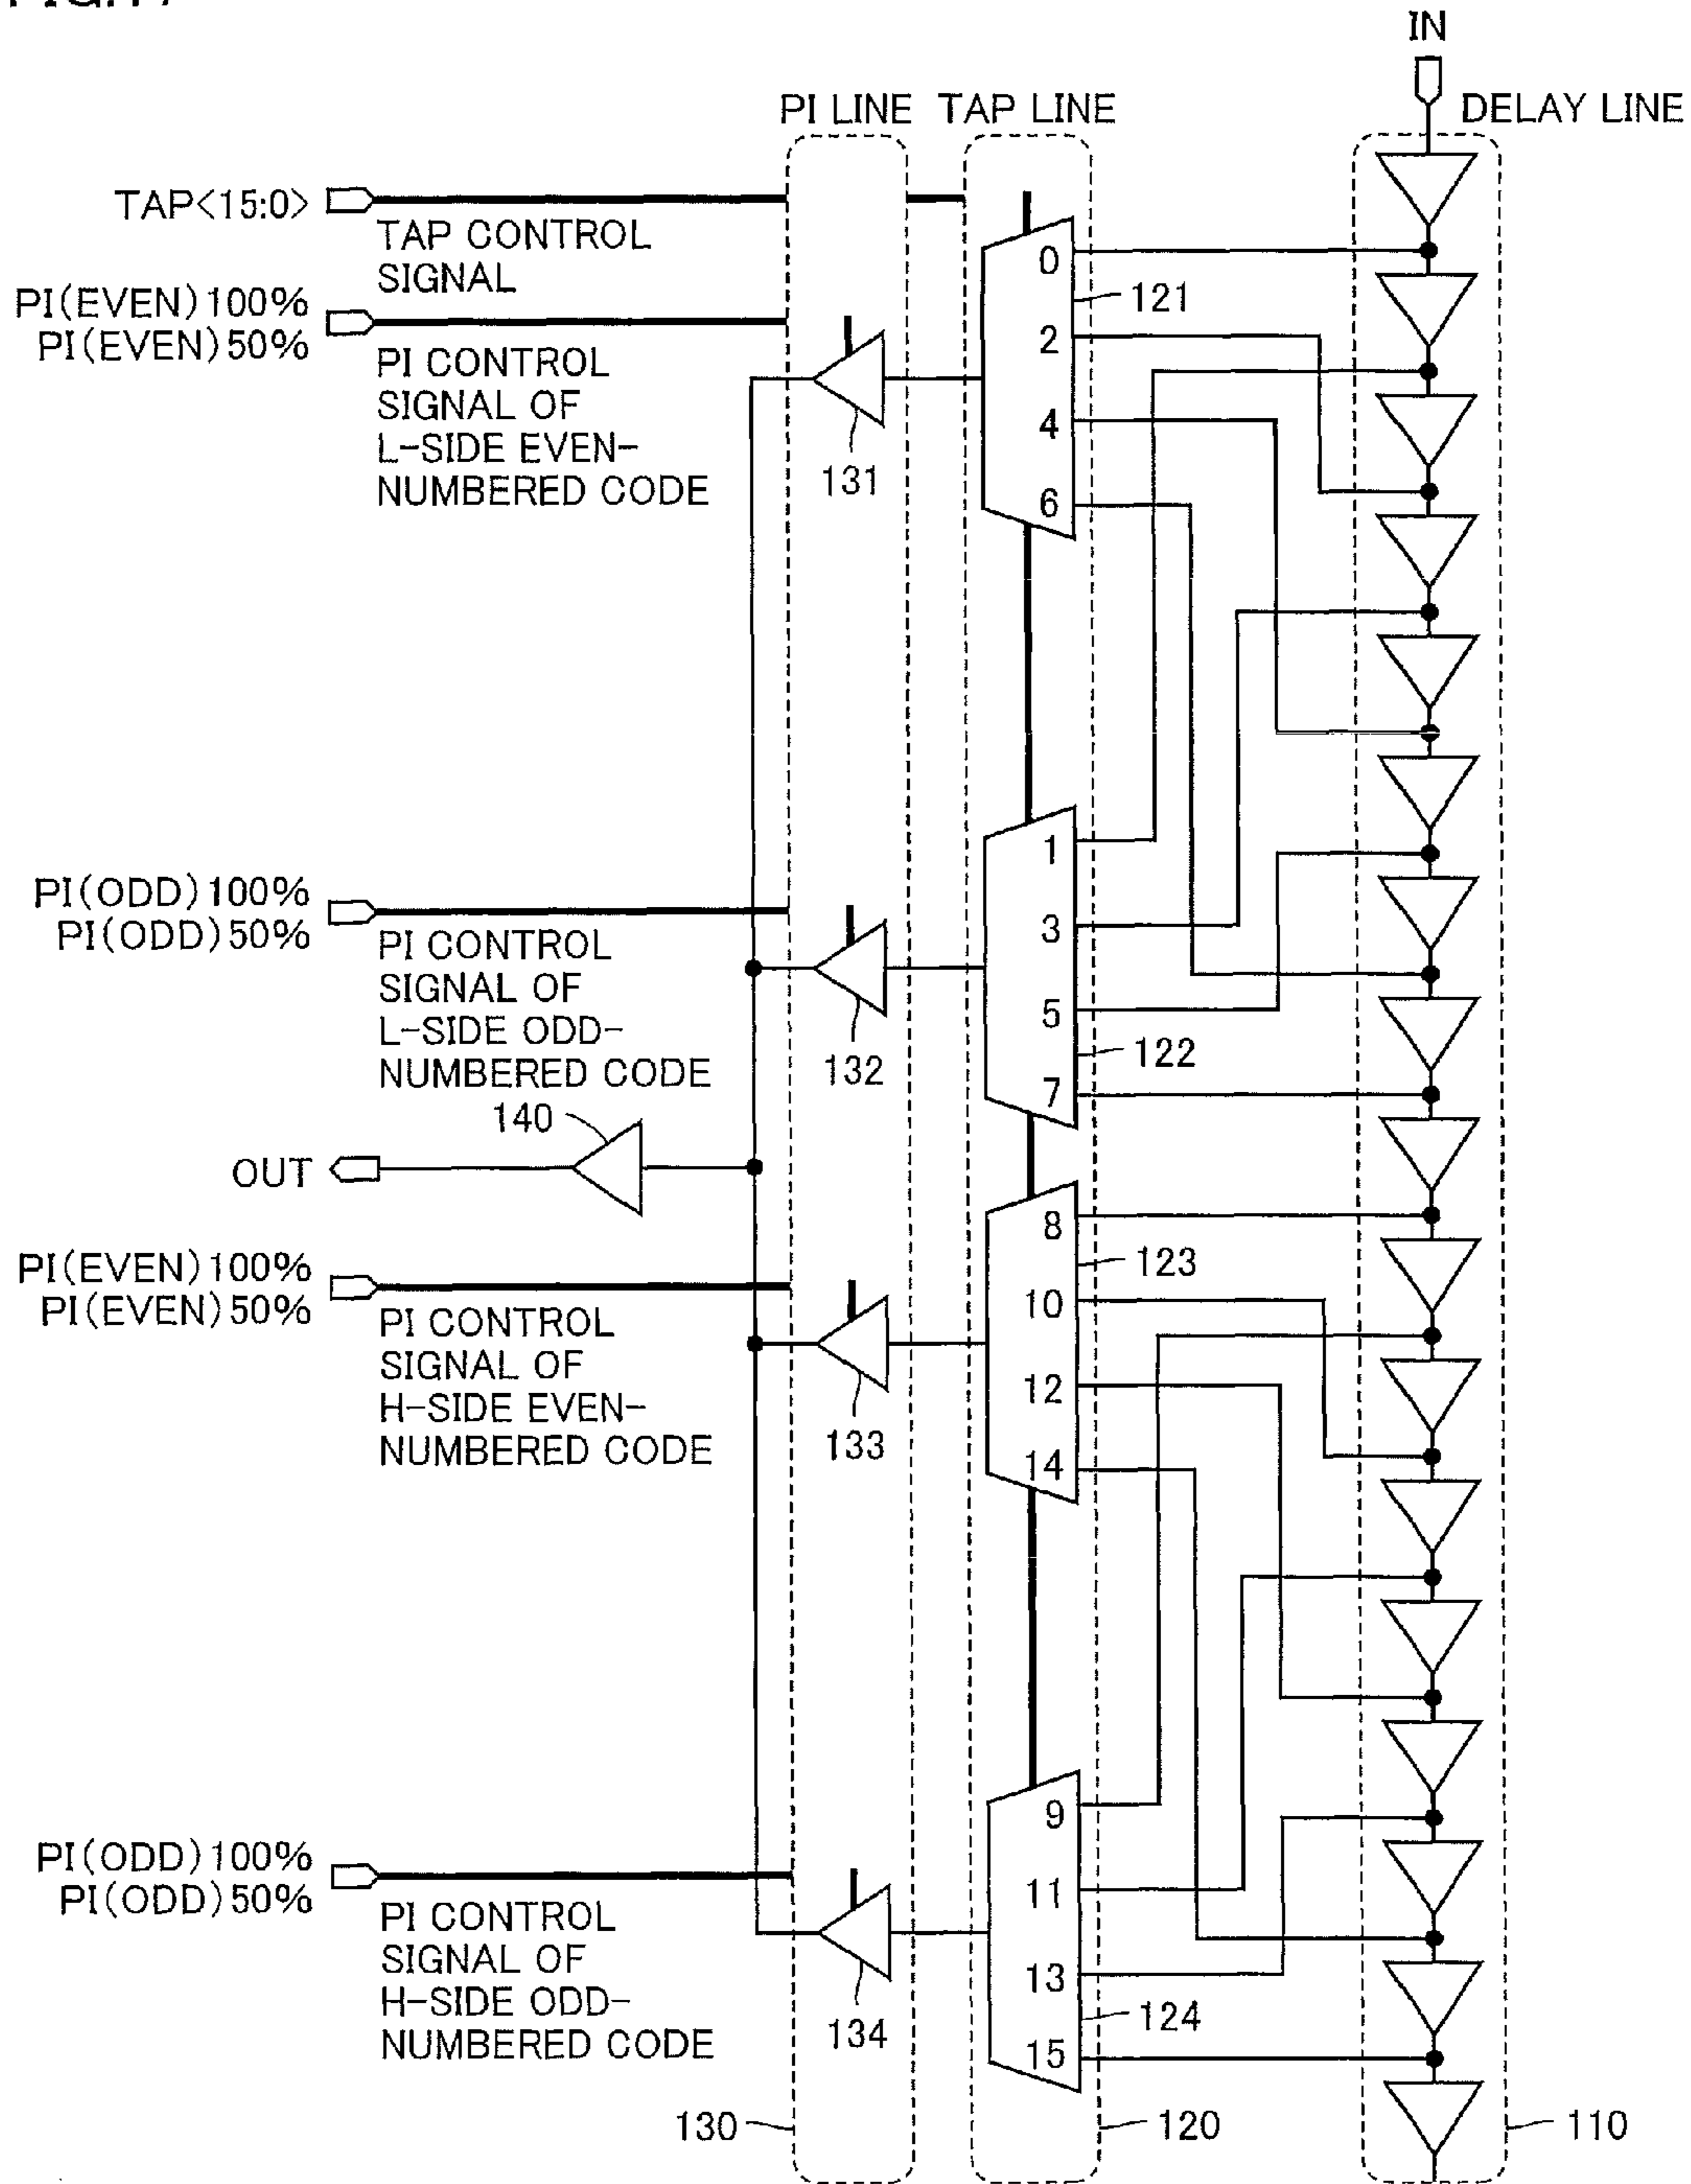 IN
PI LINE
TAP LINE
DELAY LINE
TAP<15:0>
TAP CONTROL
SIGNAL
PI(EVEN)100%
PI(EVEN)50%
PI CONTROL
SIGNAL OF
L-SIDE EVEN-
NUMBERED CODE
131
0
2
4
6
121
PI(ODD)100%
PI(ODD)50%
PI CONTROL
SIGNAL OF
L-SIDE ODD-
NUMBERED CODE
132
1
3
5
7
122
140
OUT
PI(EVEN)100%
PI(EVEN)50%
PI CONTROL
SIGNAL OF
H-SIDE EVEN-
NUMBERED CODE
133
8
10
12
14
123
PI(ODD)100%
PI(ODD)50%
PI CONTROL
SIGNAL OF
H-SIDE ODD-
NUMBERED CODE
134
9
11
13
15
124
130
120
110